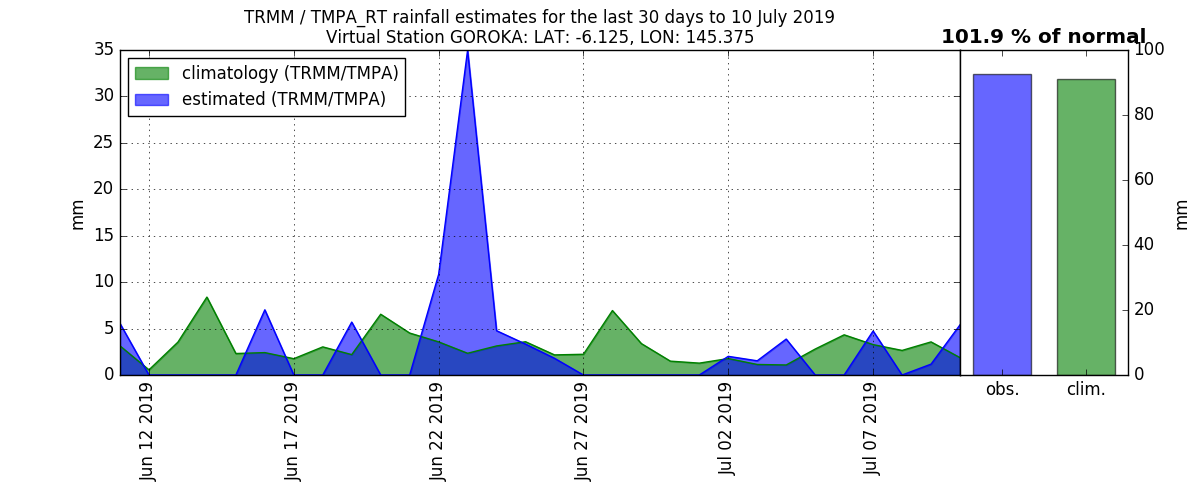 TRMM / TMPA_RT rainfall estimates for the last 30 days to 10 July 2019
Virtual Station GOROKA: LAT: -6.125, LON: 145.375
101.9 % of normal
climatology (TRMM/TMPA)
estimated (TRMM/TMPA)
35
30
25
20
15
10
5
0
mm
Jun 12 2019
Jun 17 2019
Jun 22 2019
Jun 27 2019
Jul 02 2019
Jul 07 2019
100
80
60
40
20
0
mm
obs.
clim.